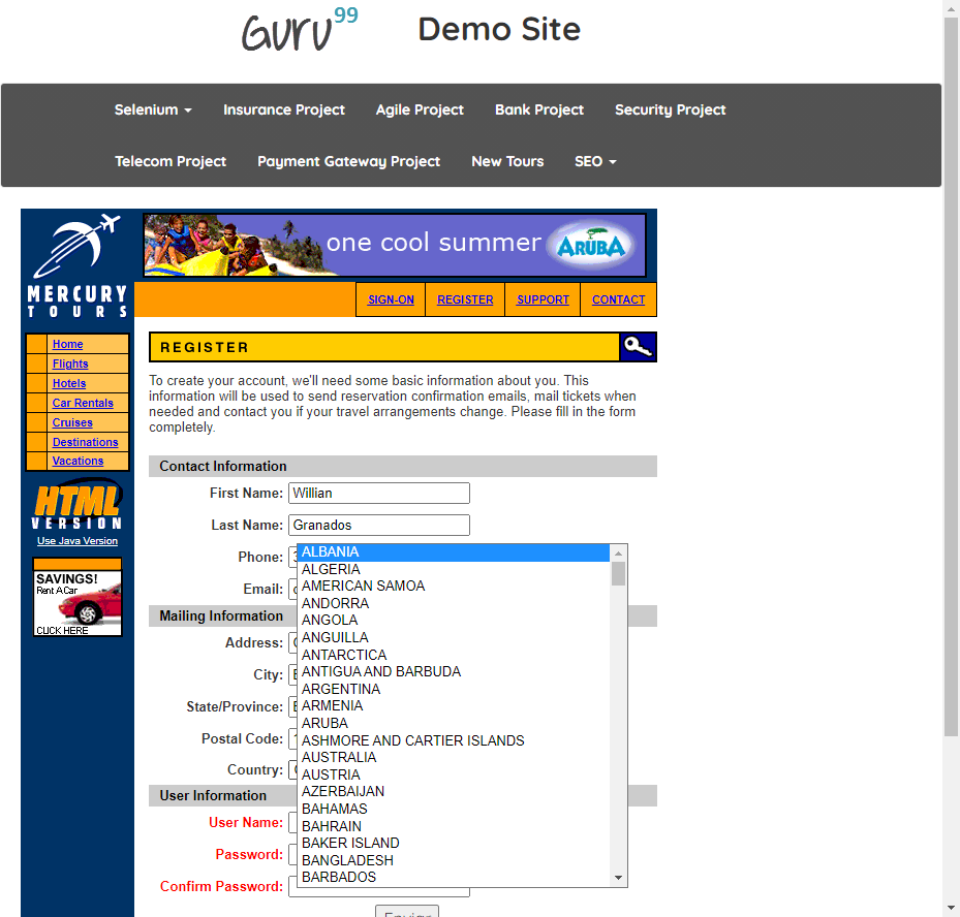 Guru99 Demo Site
Selenium Insurance Project Agile Project Bank Project Security Project
Telecom Project Payment Gateway Project New Tours SEO
one cool summer ARUBA
MERCURY
TOURS
SIGN-ON REGISTER SUPPORT CONTACT
REGISTER
Home
Flights
Hotels
Car Rentals
Cruises
Destinations
Vacations
HTML
VERSION
Use Java Version
SAVINGS!
Rent A Car
CLICK HERE
To create your account, we'll need some basic information about you. This
information will be used to send reservation confirmation emails, mail tickets when
needed and contact you if your travel arrangements change. Please fill in the form
completely.
Contact Information
First Name: Willian
Last Name: Granados
Phone:
Email:
Mailing Information
Address:
City:
State/Province:
Postal Code:
Country:
User Information
User Name:
Password:
Confirm Password:
ALBANIA
ALGERIA
AMERICAN SAMOA
ANDORRA
ANGOLA
ANGUILLA
ANTARCTICA
ANTIGUA AND BARBUDA
ARGENTINA
ARMENIA
ARUBA
ASHMORE AND CARTIER ISLANDS
AUSTRALIA
AUSTRIA
AZERBAIJAN
BAHAMAS
BAHRAIN
BAKER ISLAND
BANGLADESH
BARBADOS
Enviar